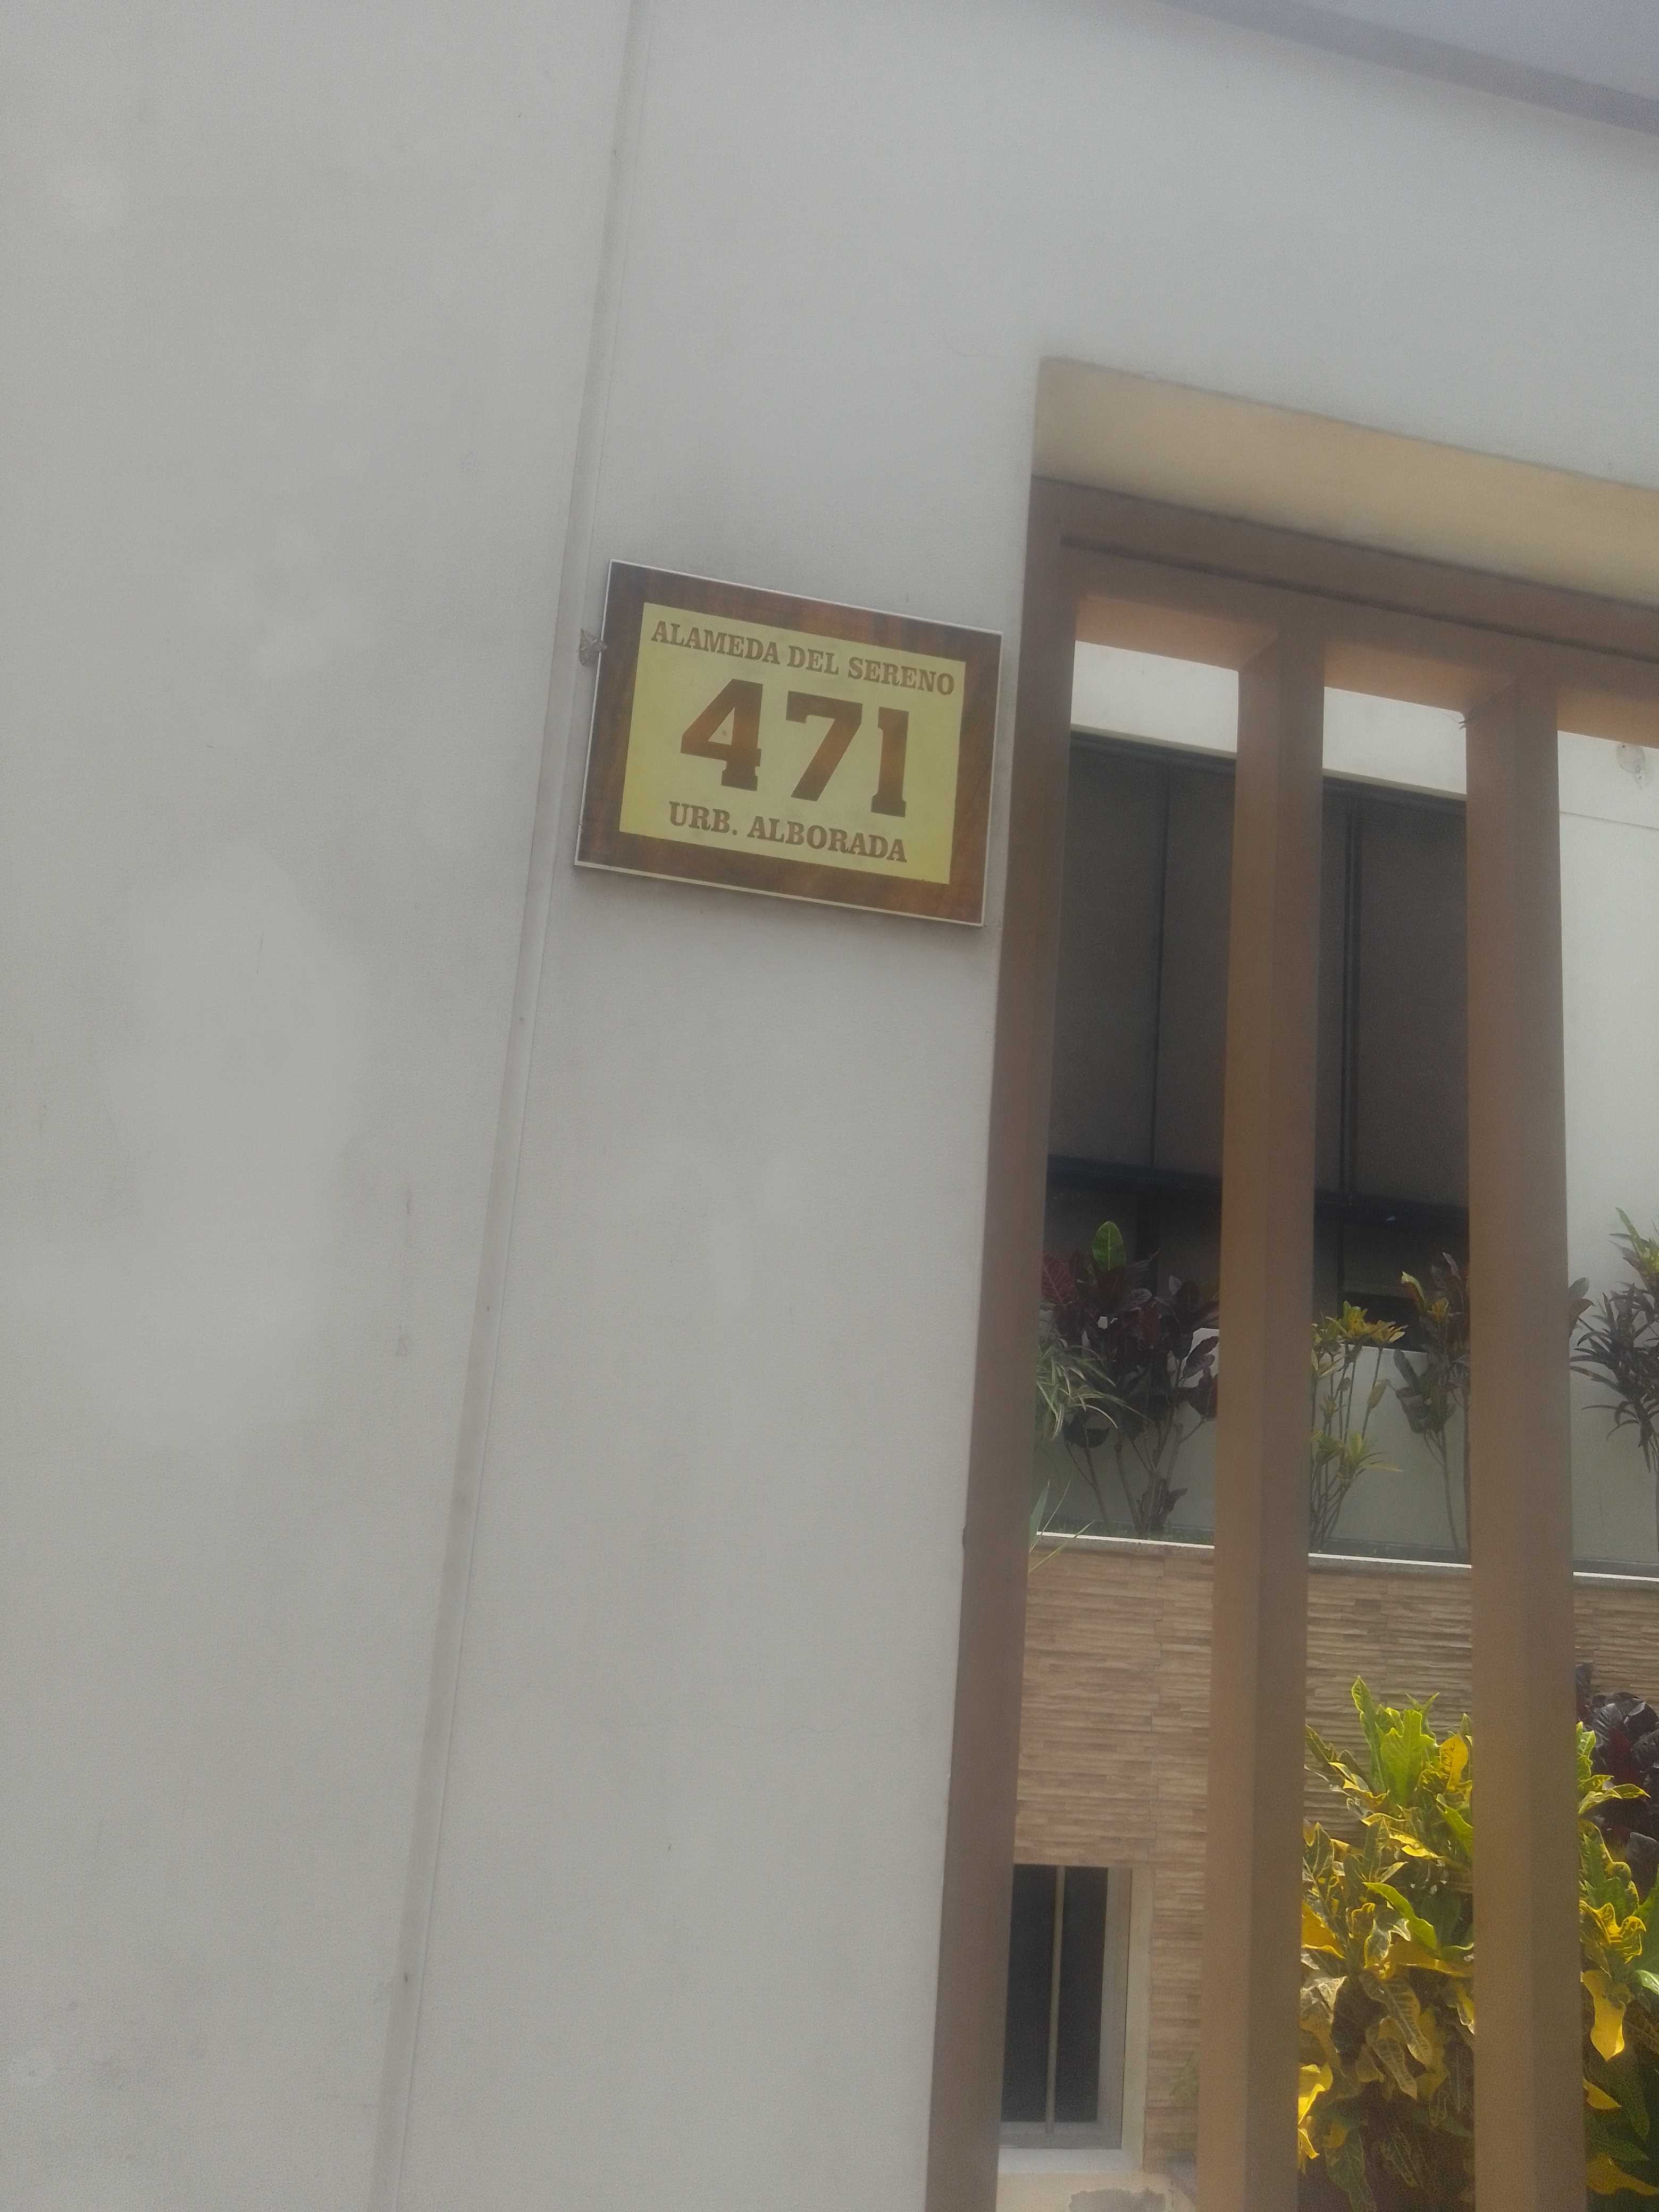 ALAMEDA DEL SERENO
471
URB. ALBORADA